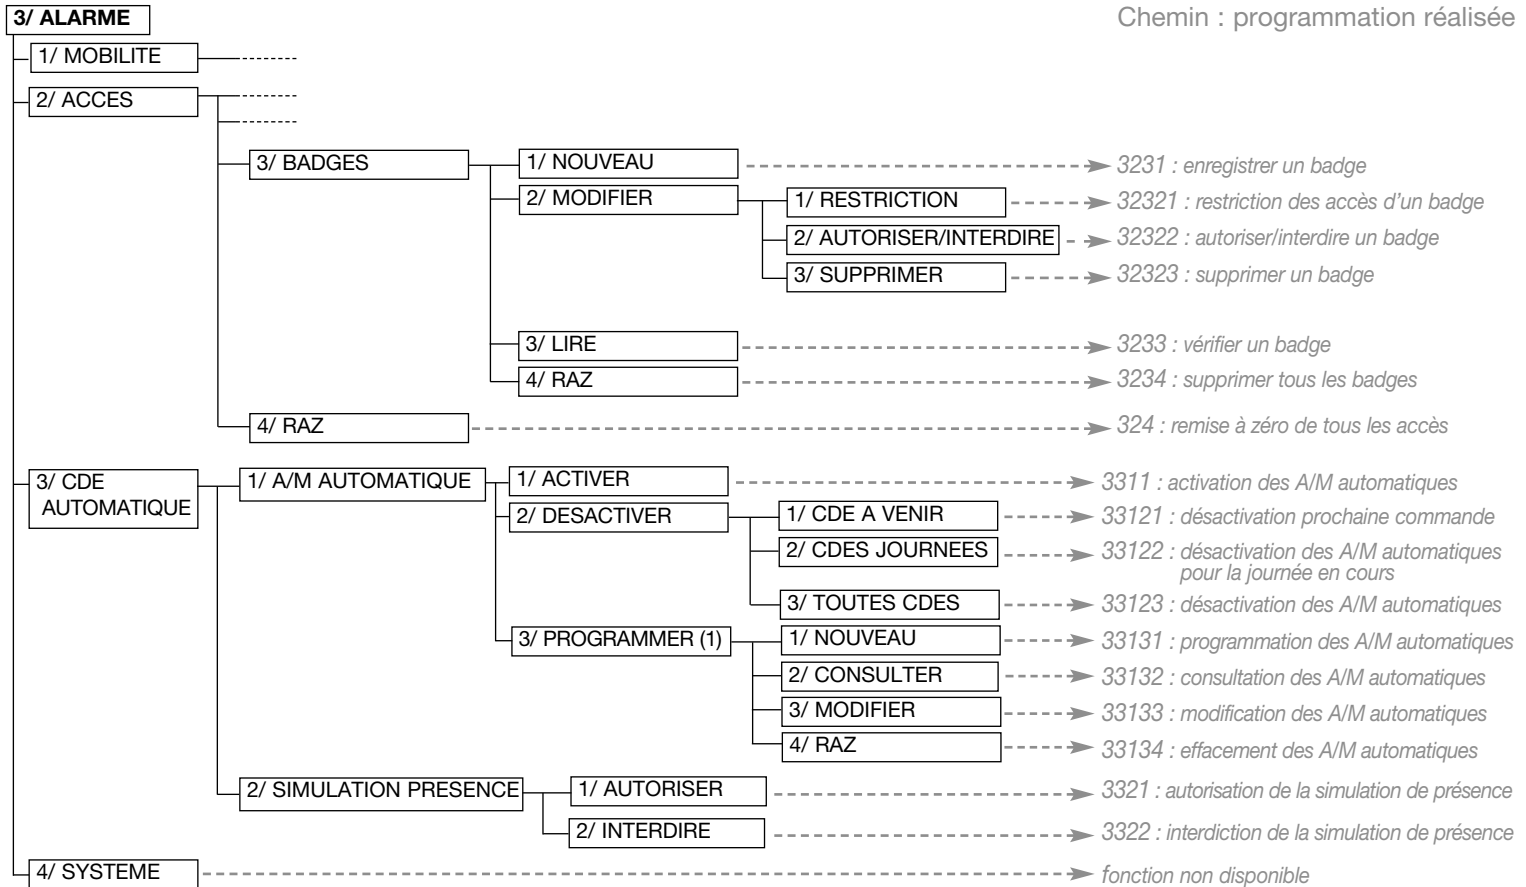 3/ ALARME
Chemin : programmation réalisée
1/ MOBILITE
2/ ACCES
3/ BADGES
1/ NOUVEAU
3231 : enregistrer un badge
2/ MODIFIER
1/ RESTRICTION
32321 : restriction des accès d’un badge
2/ AUTORISER/INTERDIRE
32322 : autoriser/interdire un badge
3/ SUPPRIMER
32323 : supprimer un badge
3/ LIRE
3233 : vérifier un badge
4/ RAZ
3234 : supprimer tous les badges
4/ RAZ
324 : remise à zéro de tous les accès
3/ CDE
AUTOMATIQUE
1/ A/M AUTOMATIQUE
1/ ACTIVER
3311 : activation des A/M automatiques
2/ DESACTIVER
1/ CDE A VENIR
33121 : désactivation prochaine commande
2/ CDES JOURNEES
33122 : désactivation des A/M automatiques
pour la journée en cours
3/ TOUTES CDES
33123 : désactivation des A/M automatiques
3/ PROGRAMMER (1)
1/ NOUVEAU
33131 : programmation des A/M automatiques
2/ CONSULTER
33132 : consultation des A/M automatiques
3/ MODIFIER
33133 : modification des A/M automatiques
4/ RAZ
33134 : effacement des A/M automatiques
2/ SIMULATION PRESENCE
1/ AUTORISER
3321 : autorisation de la simulation de présence
2/ INTERDIRE
3322 : interdiction de la simulation de présence
4/ SYSTEME
fonction non disponible